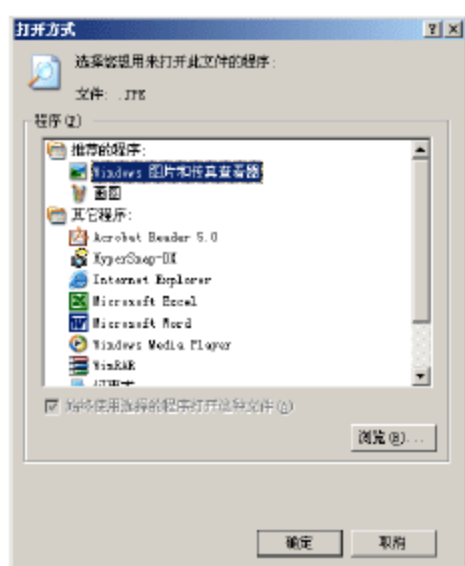 打开方式
选择您想用来打开此文件的程序:
文件: .JPE
程序(P)
推荐的程序:
Windows 图片和传真查看器
画图
其它程序:
Acrobat Reader 5.0
HyperSnap-DX
Internet Explorer
Microsoft Excel
Microsoft Word
Windows Media Player
WinRAR
始终使用选择的程序打开这种文件(A)
浏览(B)...
确定
取消